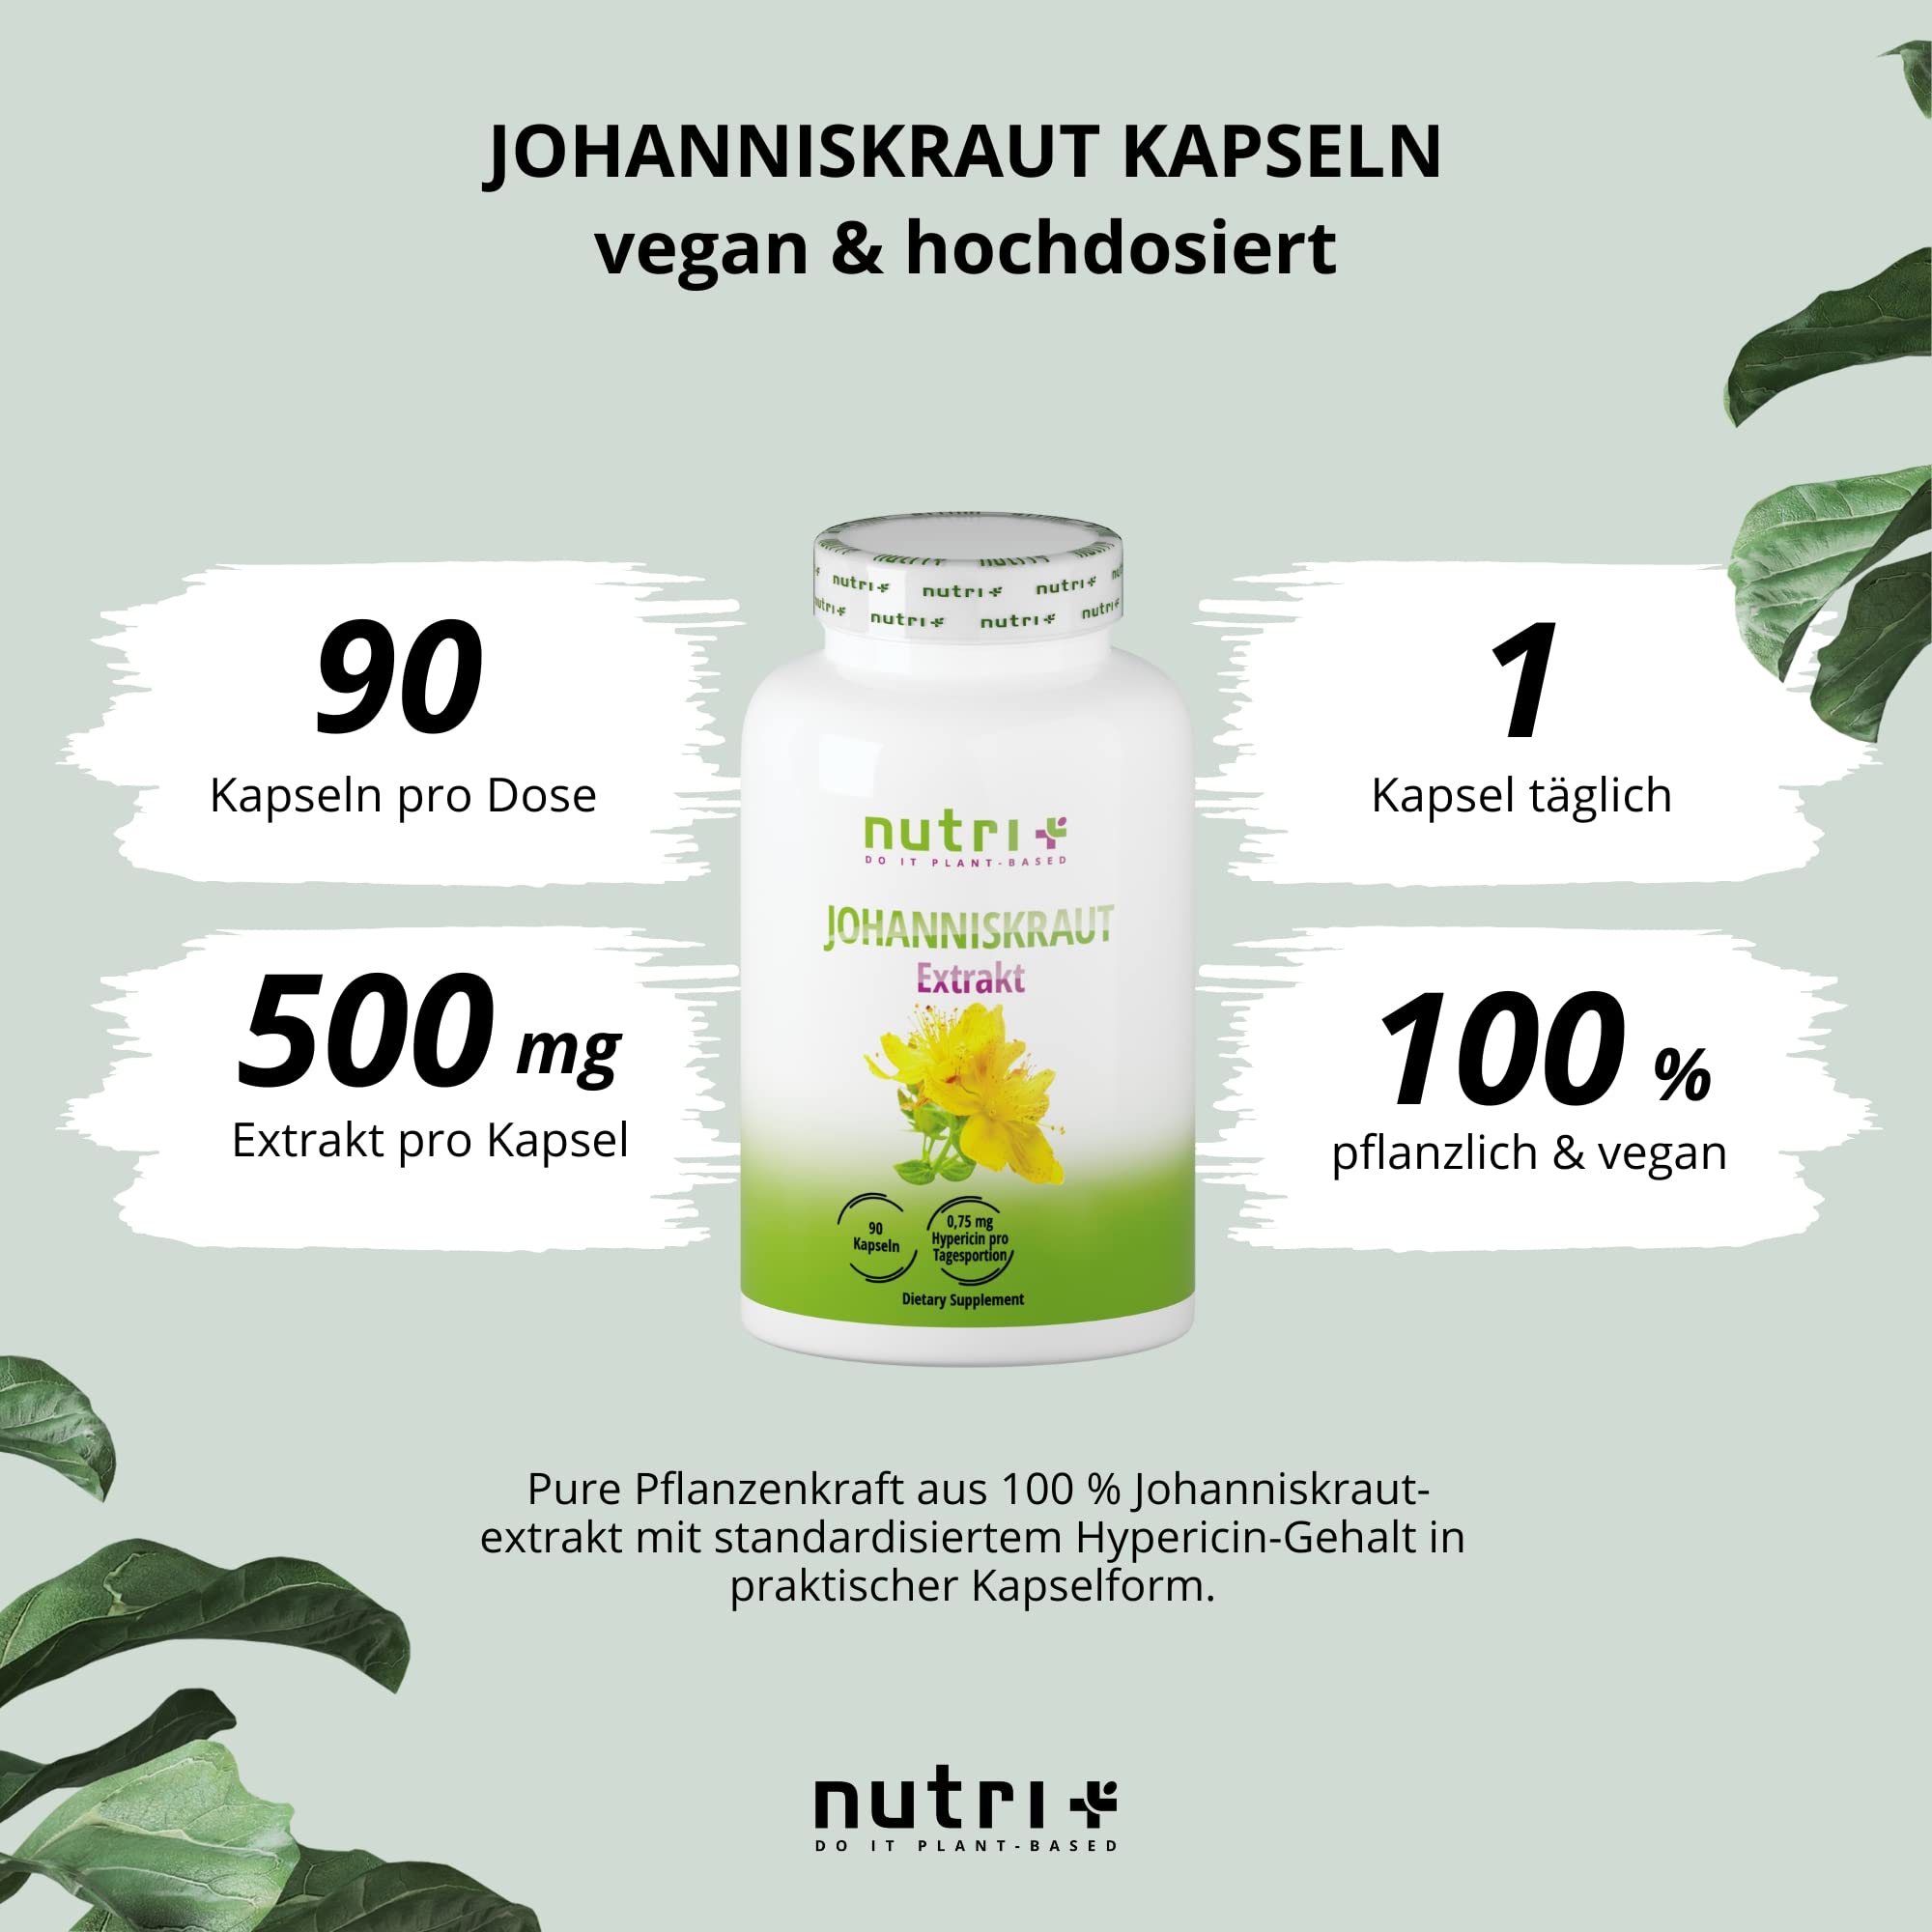 JOHANNISKRAUT KAPSELN
vegan & hochdosiert
nutri
nutri
nutri
nutri
nutri
nutri
nutri
nutri
90
Kapseln pro Dose
1
Kapsel täglich
nutri
DO IT PLANT-BASED
JOHANNISKRAUT
Extrakt
500 mg
Extrakt pro Kapsel
100 %
pflanzlich & vegan
90
Kapseln
0,75 mg
Hypericin pro
Tagesportion
Dietary Supplement
Pure Pflanzenkraft aus 100 % Johanniskraut-
extrakt mit standardisiertem Hypericin-Gehalt in
praktischer Kapselform.
nutri
DO IT PLANT-BASED